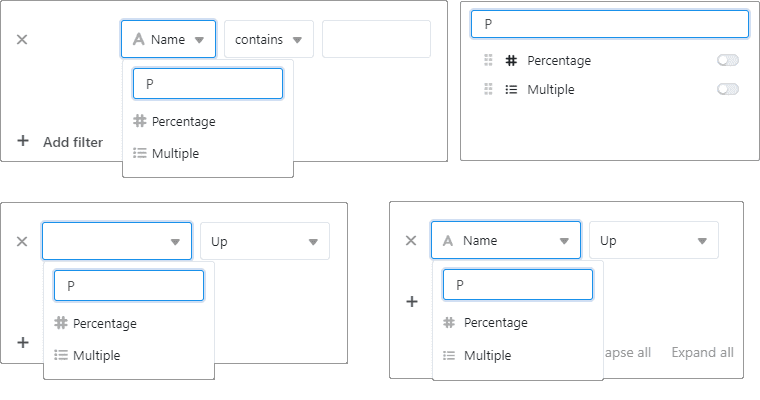 Name contains
P
Percentage
Multiple
Add filter
P
Percentage
Multiple
Up
P
Percentage
Multiple
Name Up
P
Percentage
Multiple
apse all Expand all